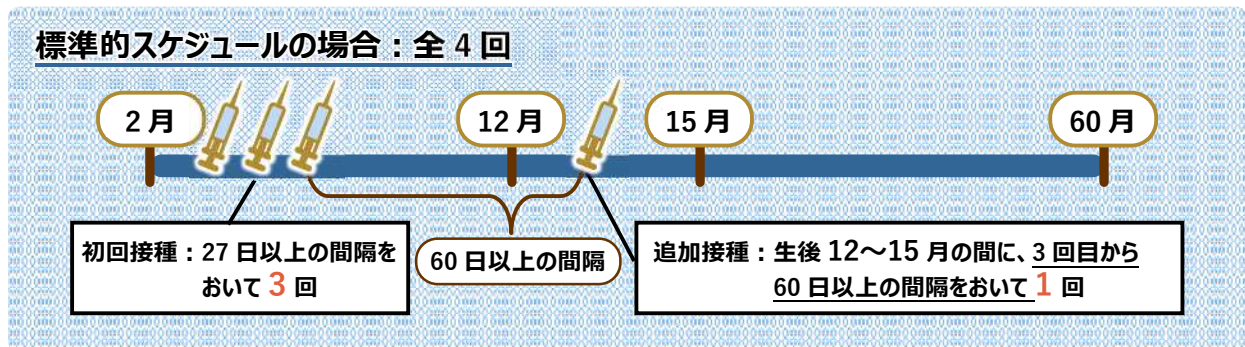 標準的スケジュールの場合：全 4 回
2 月
12 月
15 月
60 月
初回接種：27 日以上の間隔を
おいて 3 回
60 日以上の間隔
追加接種：生後 12～15 月の間に、3 回目から
60 日以上の間隔をおいて 1 回